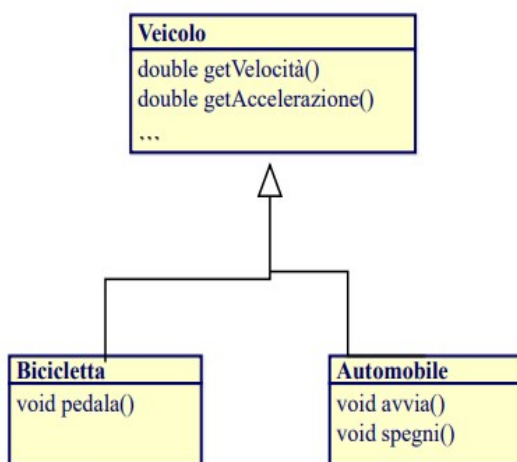 Veicolo
double getVelocità()
double getAccelerazione()
...
Bicicletta
void pedala()
Automobile
void avvia()
void spegni()